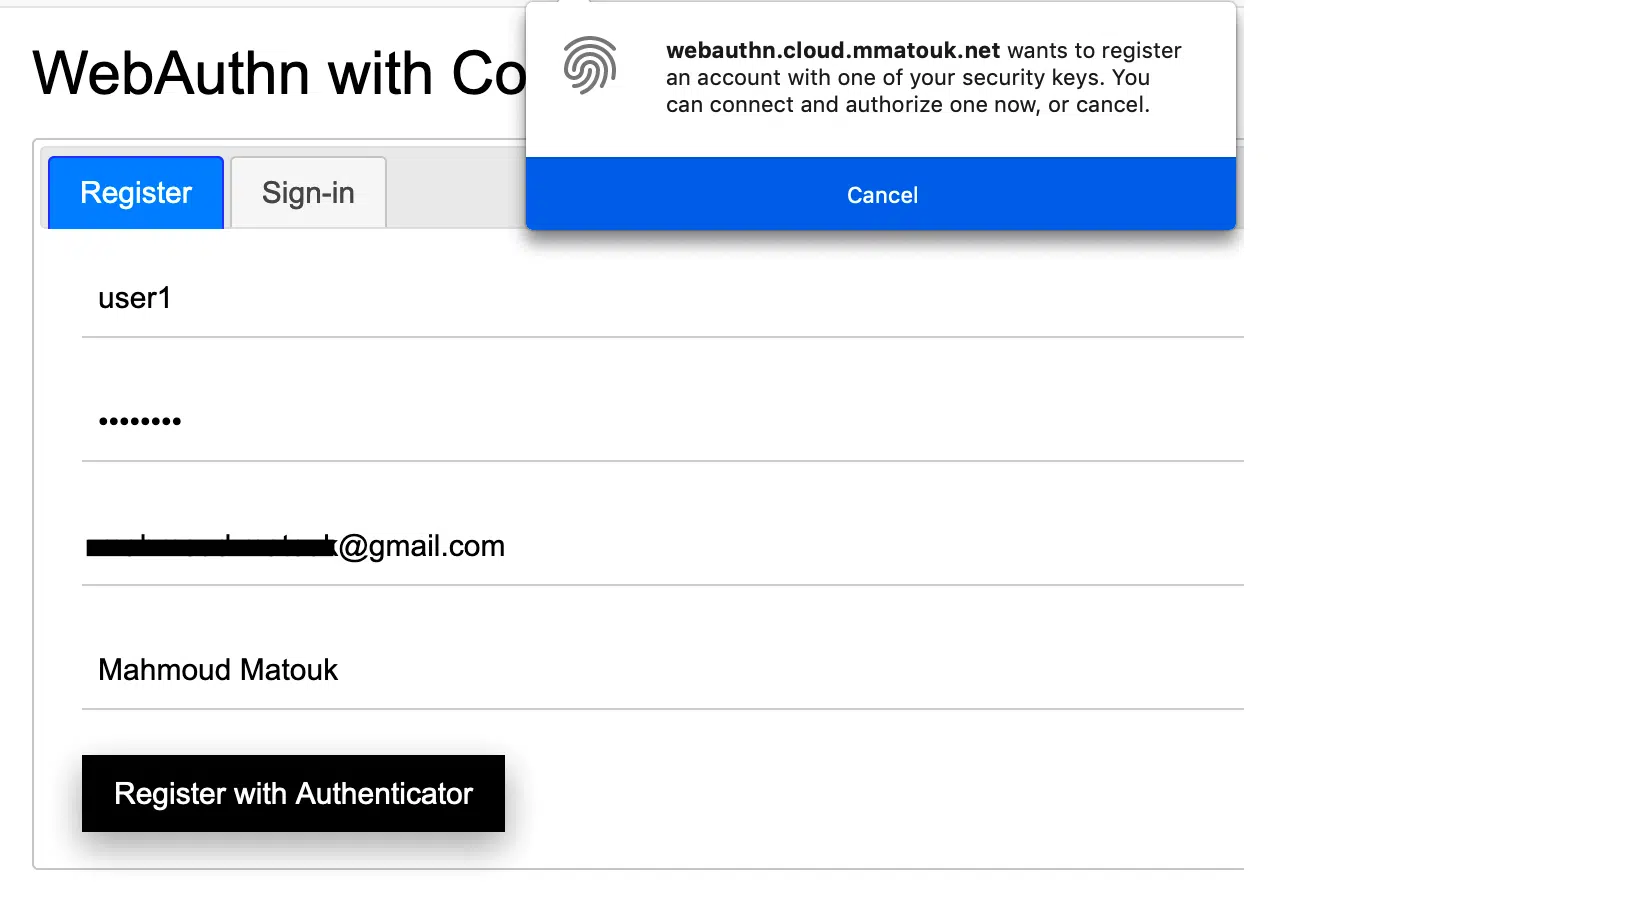 WebAuthn with Co
webauthn.cloud.mmatouk.net wants to register
an account with one of your security keys. You
can connect and authorize one now, or cancel.
Cancel
Register
Sign-in
user1
••••••••
@gmail.com
Mahmoud Matouk
Register with Authenticator